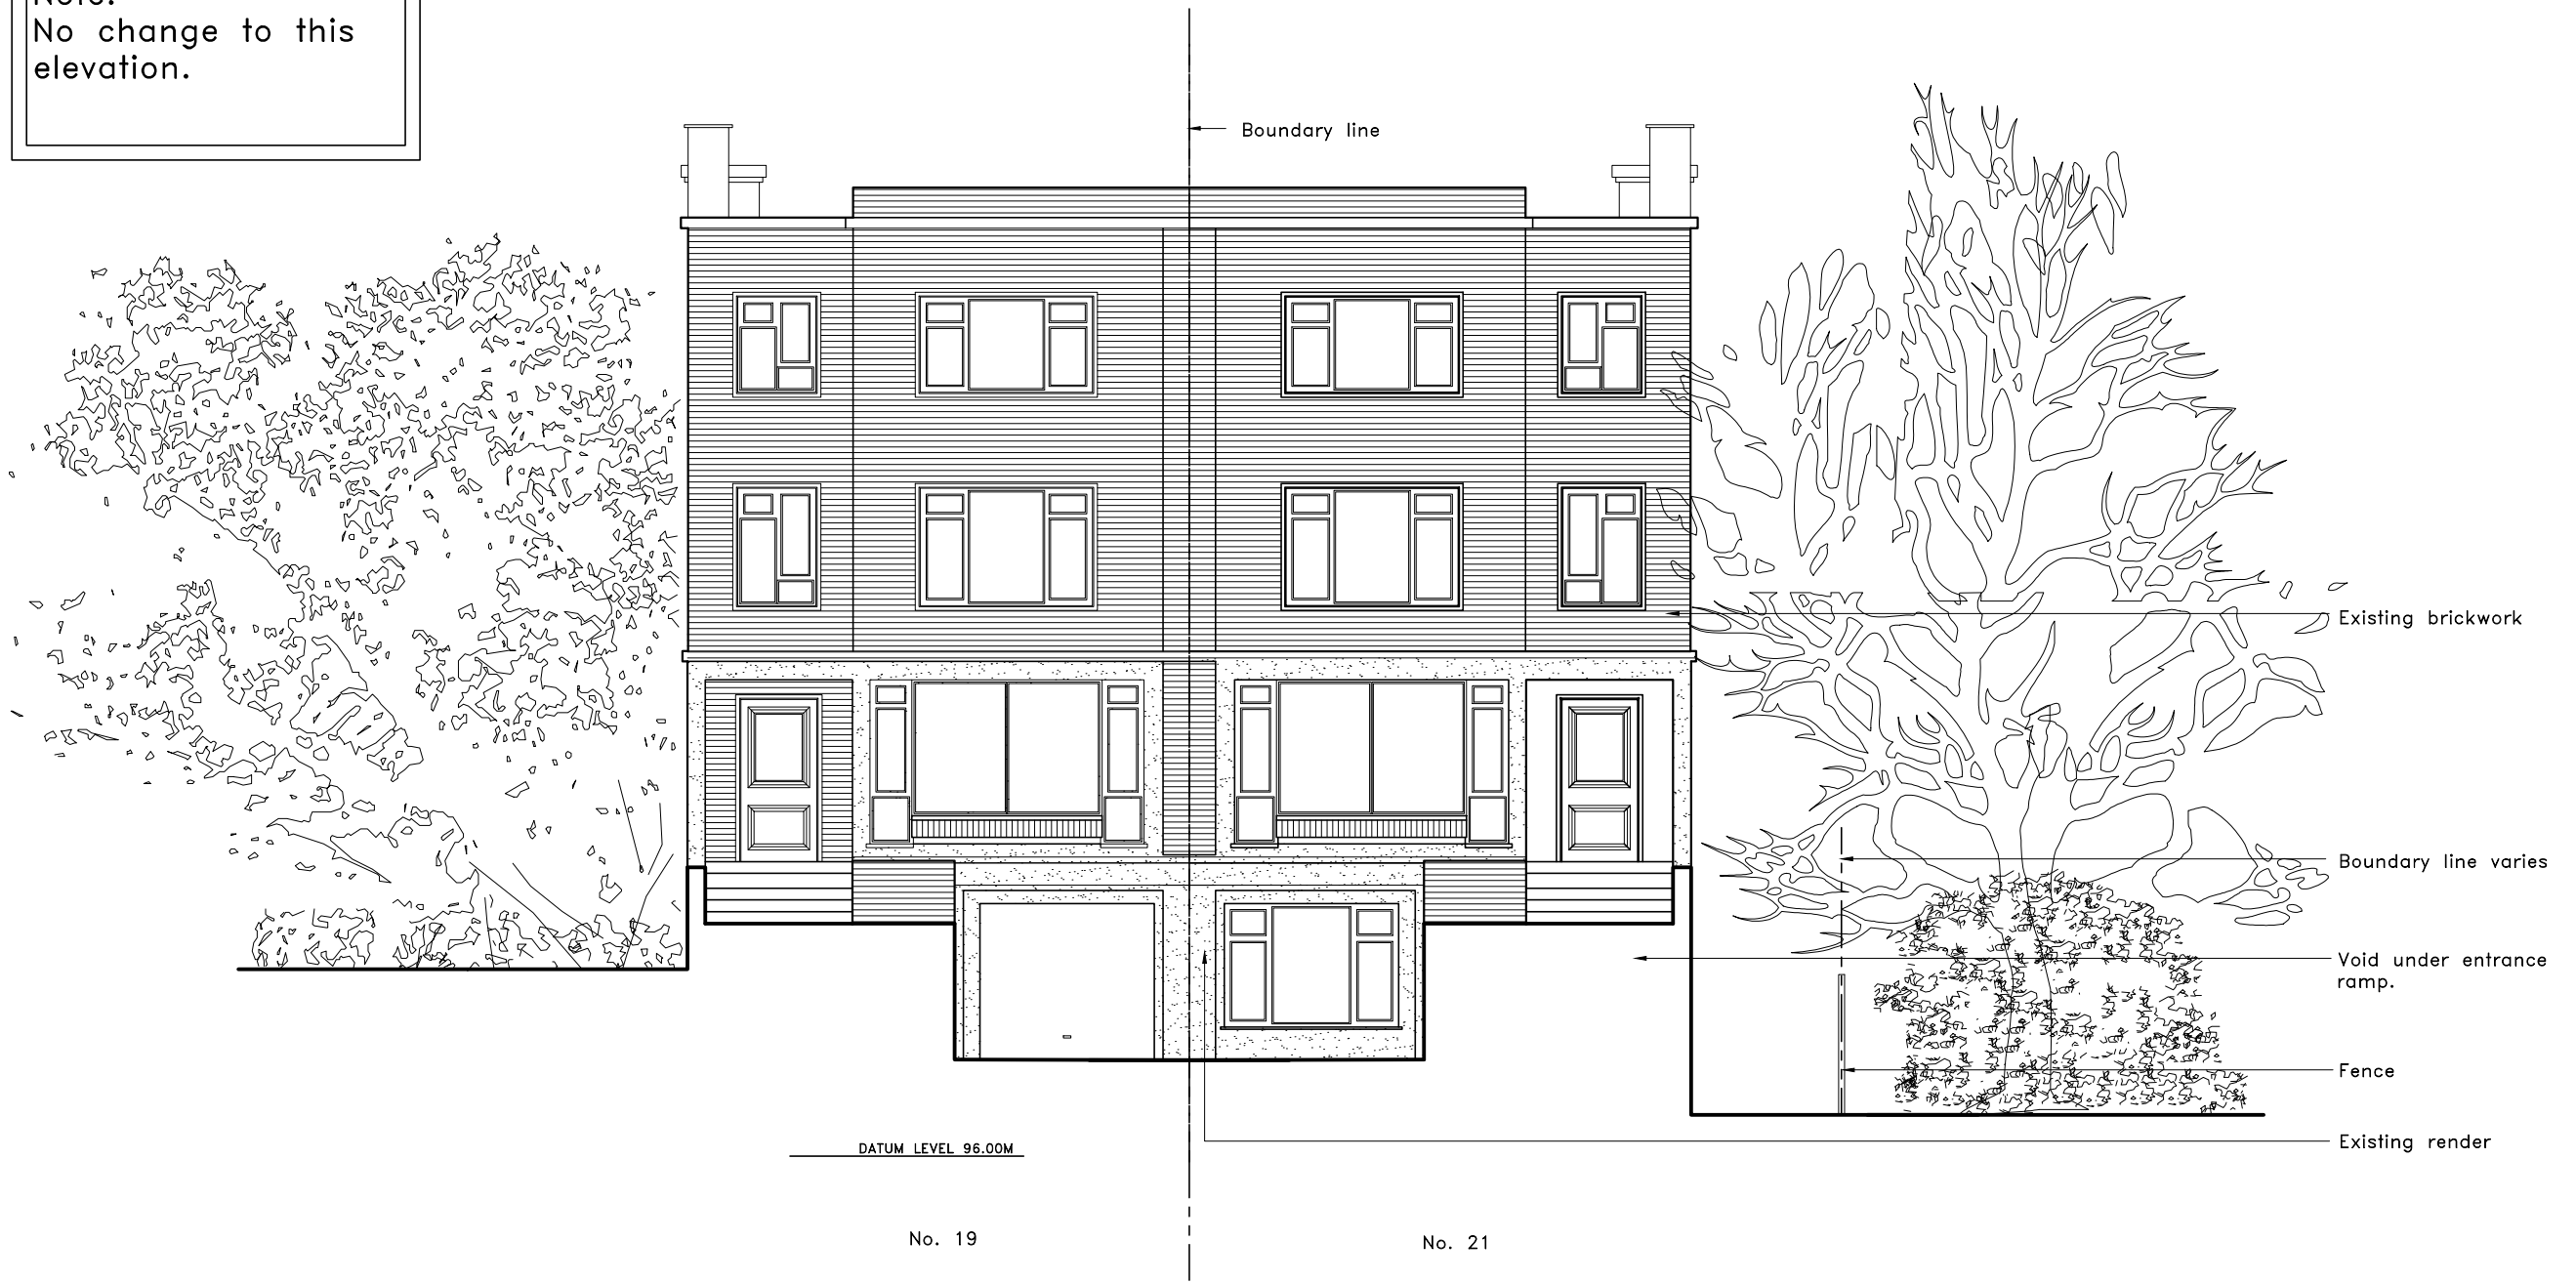 Note:
No change to this
elevation.
Boundary line
Existing brickwork
Boundary line varies
Void under entrance
ramp.
Fence
Existing render
DATUM LEVEL 96.00M
No. 19
No. 21